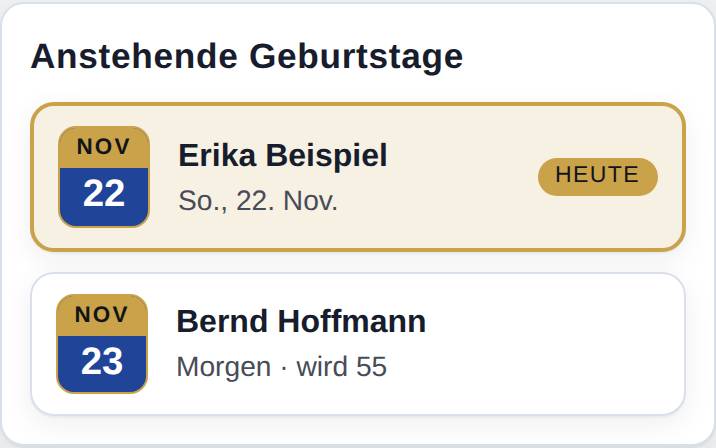 Anstehende Geburtstage
NOV
22
Erika Beispiel
So., 22. Nov.
HEUTE
NOV
23
Bernd Hoffmann
Morgen · wird 55